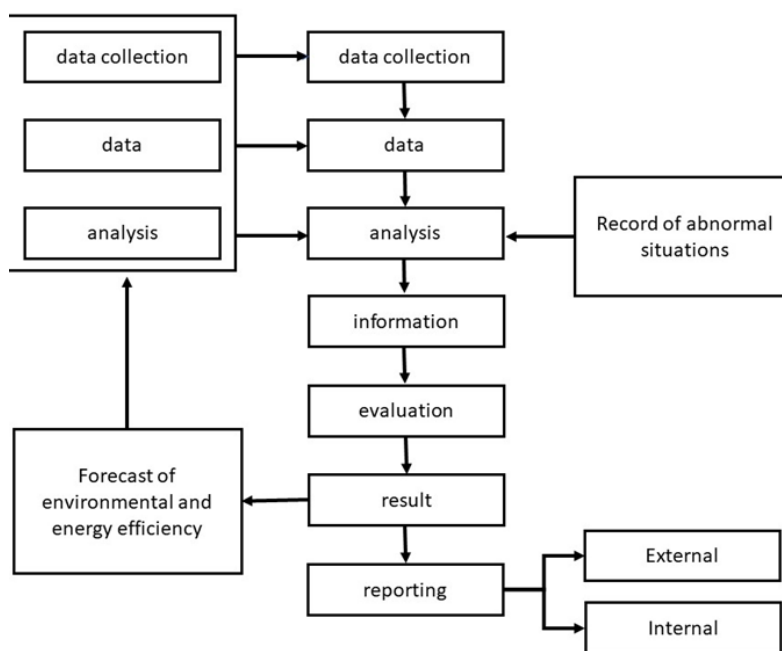 data collection
data
analysis
data collection
data
analysis
information
evaluation
result
reporting
Record of abnormal
situations
Forecast of
environmental and
energy efficiency
External
Internal